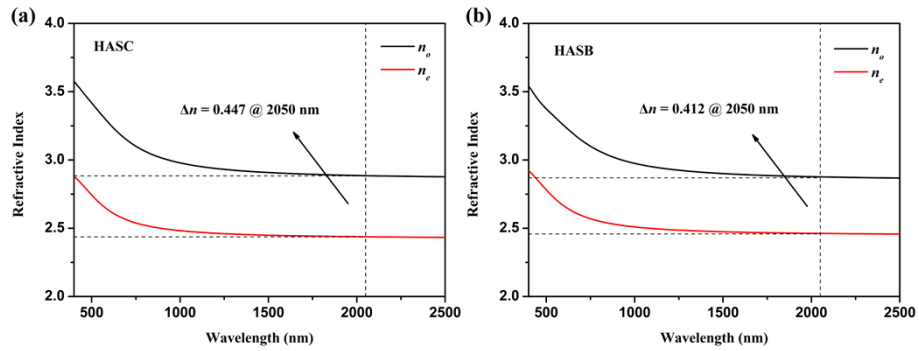 (a)
HASC
n_o
n_e
Δn = 0.447 @ 2050 nm
Refractive Index
4.0
3.5
3.0
2.5
2.0
500 1000 1500 2000 2500
Wavelength (nm)
(b)
HASB
n_o
n_e
Δn = 0.412 @ 2050 nm
Refractive Index
4.0
3.5
3.0
2.5
2.0
500 1000 1500 2000 2500
Wavelength (nm)